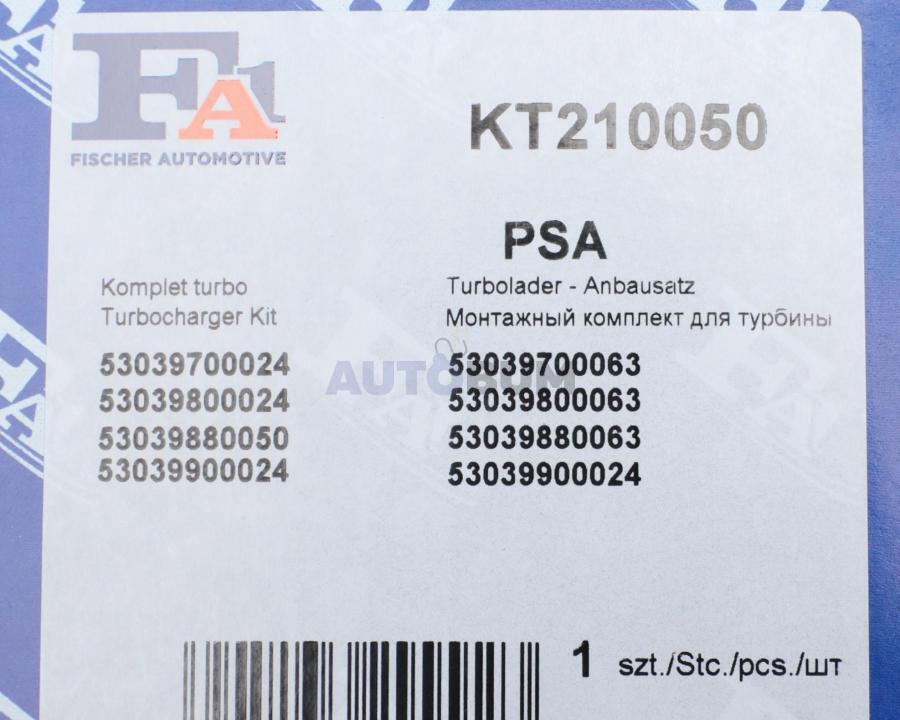 FA1
FISCHER AUTOMOTIVE
KT210050
PSA
Komplet turbo
Turbocharger Kit
Turbolader - Anbausatz
Монтажный комплект для турбины
53039700024
53039800024
53039880050
53039900024
53039700063
53039800063
53039880063
53039900024
AUTOBUM
1 szt./Stc./pcs./шт